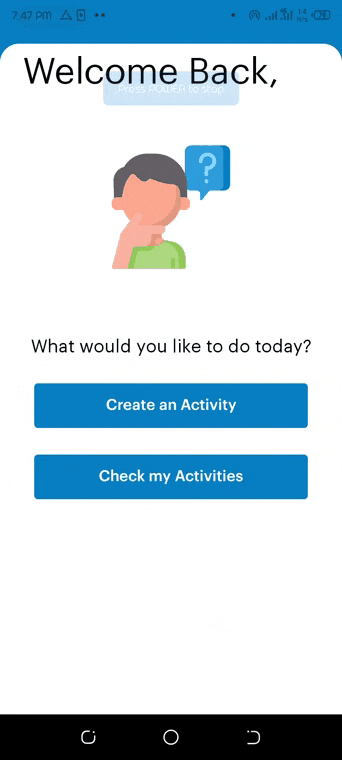 7:47 PM
Welcome Back,
Press POWER to stop
?
What would you like to do today?
Create an Activity
Check my Activities